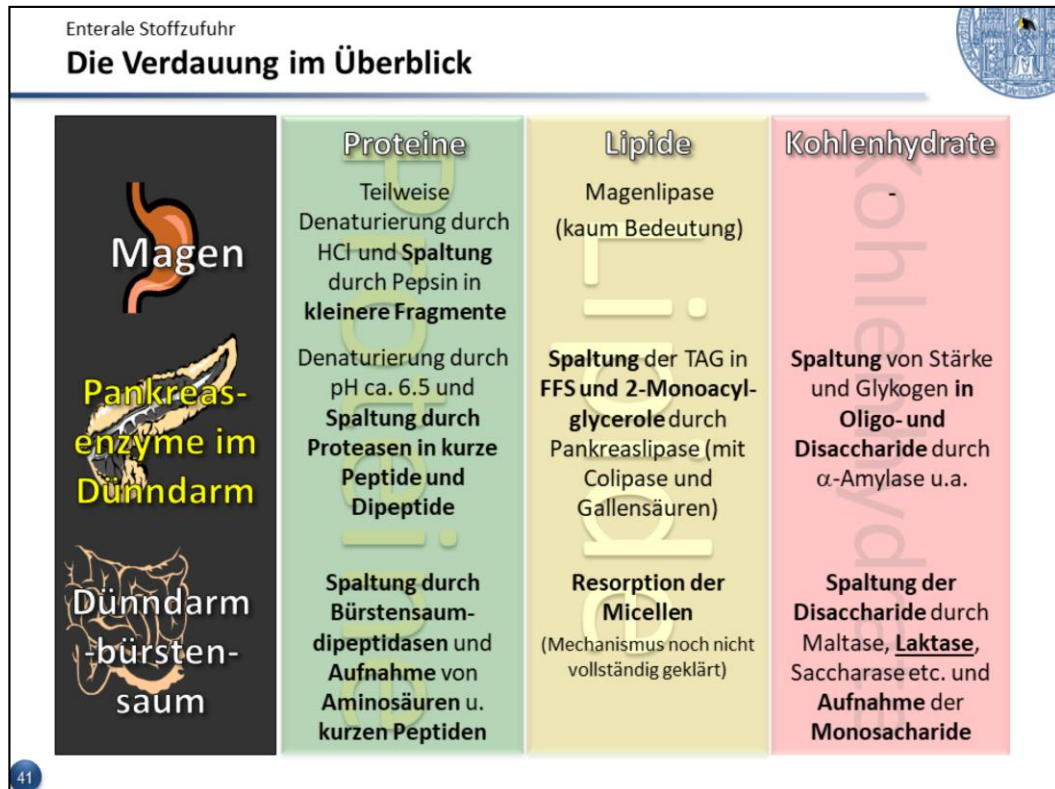 Enterale Stoffzufuhr
Die Verdauung im Überblick
Proteine
Lipide
Kohlenhydrate
Magen
Teilweise
Denaturierung durch
HCl und Spaltung
durch Pepsin in
kleinere Fragmente
Magenlipase
(kaum Bedeutung)
-
Pankreas-
enzyme im
Dünndarm
Denaturierung durch
pH ca. 6.5 und
Spaltung durch
Proteasen in kurze
Peptide und
Dipeptide
Spaltung der TAG in
FFS und 2-Monoacyl-
glycerole durch
Pankreaslipase (mit
Colipase und
Gallensäuren)
Spaltung von Stärke
und Glykogen in
Oligo- und
Disaccharide durch
α-Amylase u.a.
Dünndarm
-bürsten-
saum
Spaltung durch
Bürstensaum-
dipeptidasen und
Aufnahme von
Aminosäuren u.
kurzen Peptiden
Resorption der
Micellen
(Mechanismus noch nicht
vollständig geklärt)
Spaltung der
Disaccharide durch
Maltase, Laktase,
Saccharase etc. und
Aufnahme der
Monosacharide
Proteine
Lipide
Kohlenhydrate
41